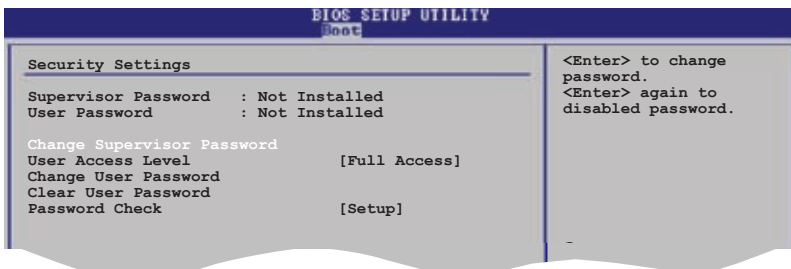 BIOS SETUP UTILITY
Boot
Security Settings
Supervisor Password : Not Installed
User Password : Not Installed
Change Supervisor Password
User Access Level [Full Access]
Change User Password
Clear User Password
Password Check [Setup]
<Enter> to change
password.
<Enter> again to
disabled password.